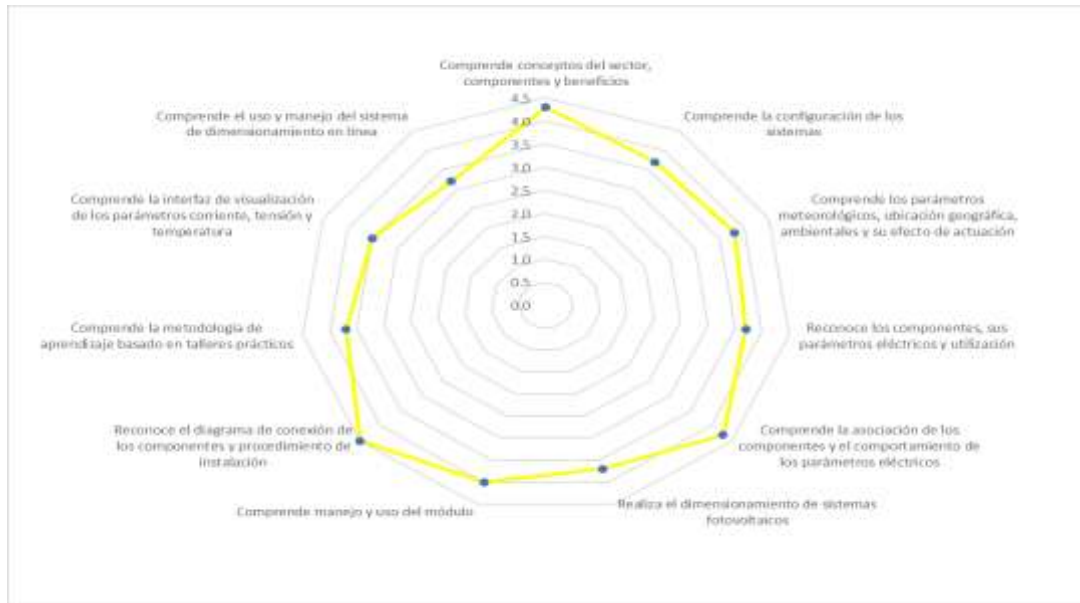 Comprende conceptos del sector,
componentes y beneficios
4,5
4,0
3,5
3,0
2,5
2,0
1,5
1,0
0,5
0,0
Comprende la configuración de los
sistemas
Comprende los parámetros
meteorológicos, ubicación geográfica,
ambientales y su efecto de actuación
Reconoce los componentes, sus
parámetros eléctricos y utilización
Comprende la asociación de los
componentes y el comportamiento de
los parámetros eléctricos
Realiza el dimensionamiento de sistemas
fotovoltaicos
Comprende manejo y uso del módulo
Reconoce el diagrama de conexión de
los componentes y procedimiento de
instalación
Comprende la metodología de
aprendizaje basado en talleres prácticos
Comprende la interfaz de visualización
de los parámetros corriente, tensión y
temperatura
Comprende el uso y manejo del sistema
de dimensionamiento en línea